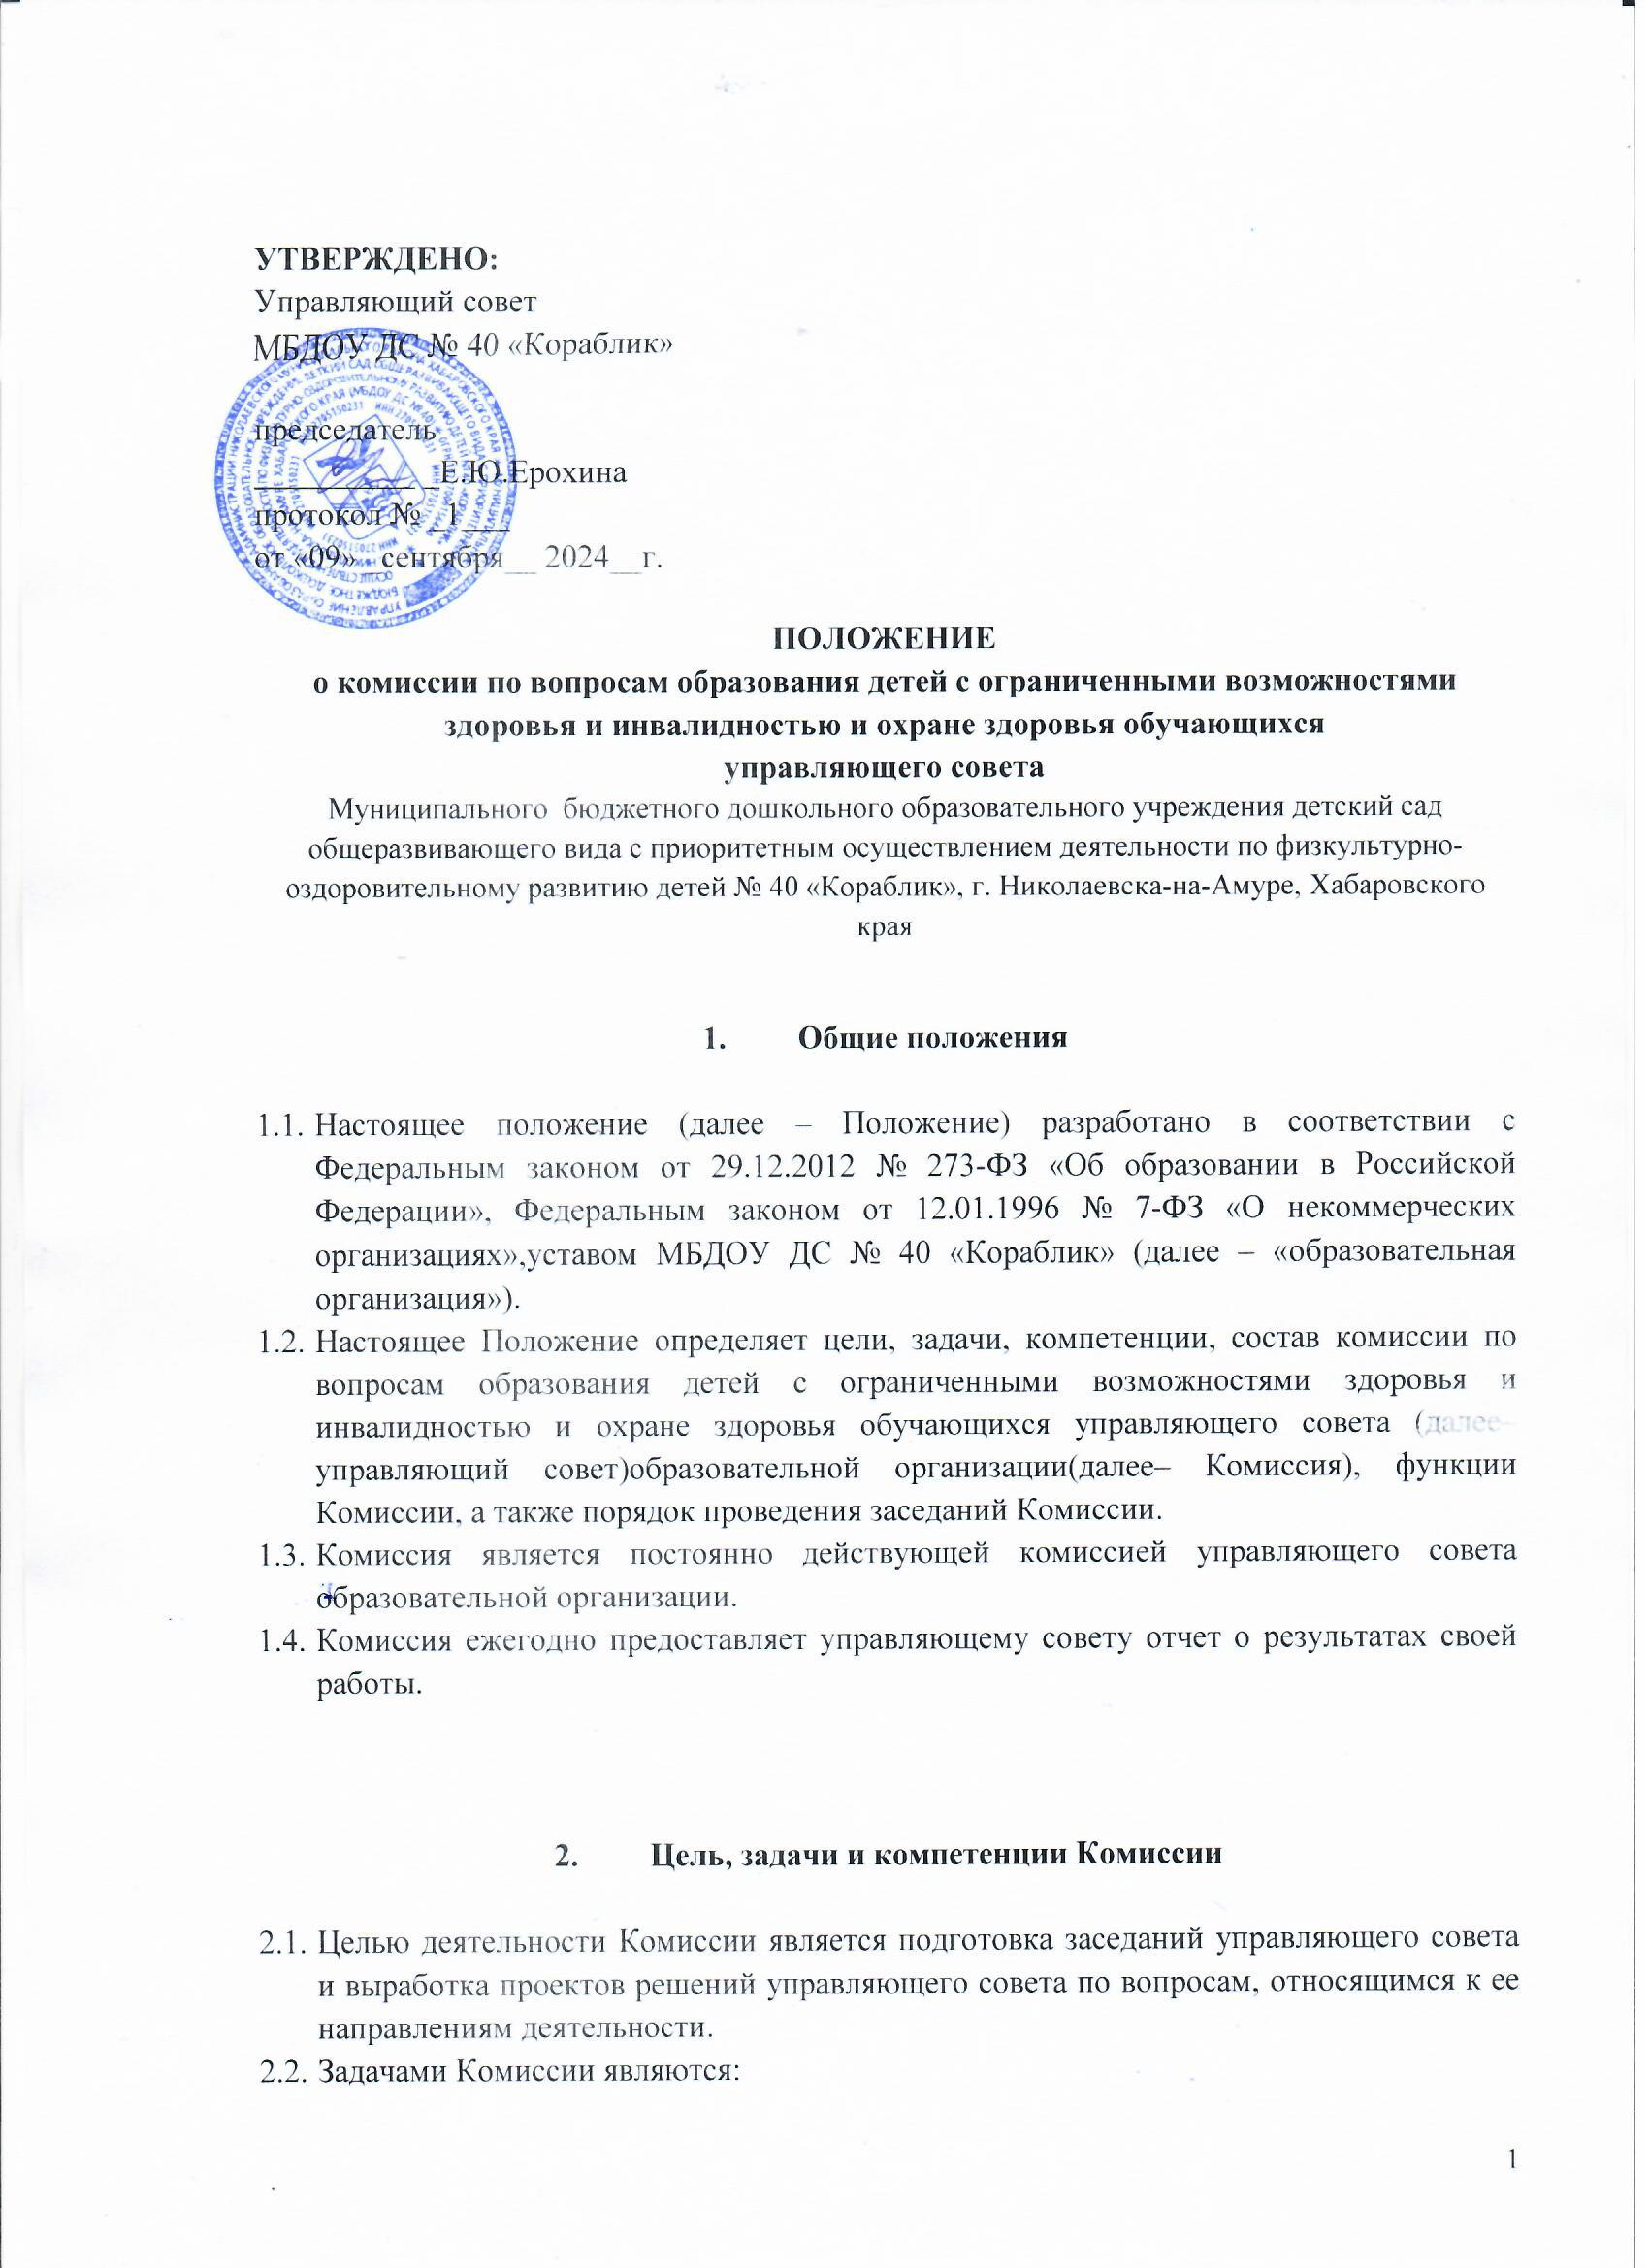 УТВЕРЖДЕНО:
Управляющий совет
МБДОУ ДС № 40 «Кораблик»
председатель
__________ _Е.Ю.Ерохина
протокол № _1___
от «09»__сентября__ 2024__г.
ПОЛОЖЕНИЕ
о комиссии по вопросам образования детей с ограниченными возможностями
здоровья и инвалидностью и охране здоровья обучающихся
управляющего совета
Муниципального бюджетного дошкольного образовательного учреждения детский сад
общеразвивающего вида с приоритетным осуществлением деятельности по физкультурно-
оздоровительному развитию детей № 40 «Кораблик», г. Николаевска-на-Амуре, Хабаровского
края
1. Общие положения
1.1. Настоящее положение (далее – Положение) разработано в соответствии с
Федеральным законом от 29.12.2012 № 273-ФЗ «Об образовании в Российской
Федерации», Федеральным законом от 12.01.1996 № 7-ФЗ «О некоммерческих
организациях»,уставом МБДОУ ДС № 40 «Кораблик» (далее – «образовательная
организация»).
1.2. Настоящее Положение определяет цели, задачи, компетенции, состав комиссии по
вопросам образования детей с ограниченными возможностями здоровья и
инвалидностью и охране здоровья обучающихся управляющего совета (далее–
управляющий совет)образовательной организации(далее– Комиссия), функции
Комиссии, а также порядок проведения заседаний Комиссии.
1.3. Комиссия является постоянно действующей комиссией управляющего совета
образовательной организации.
1.4. Комиссия ежегодно предоставляет управляющему совету отчет о результатах своей
работы.
2. Цель, задачи и компетенции Комиссии
2.1. Целью деятельности Комиссии является подготовка заседаний управляющего совета
и выработка проектов решений управляющего совета по вопросам, относящимся к ее
направлениям деятельности.
2.2. Задачами Комиссии являются:
1